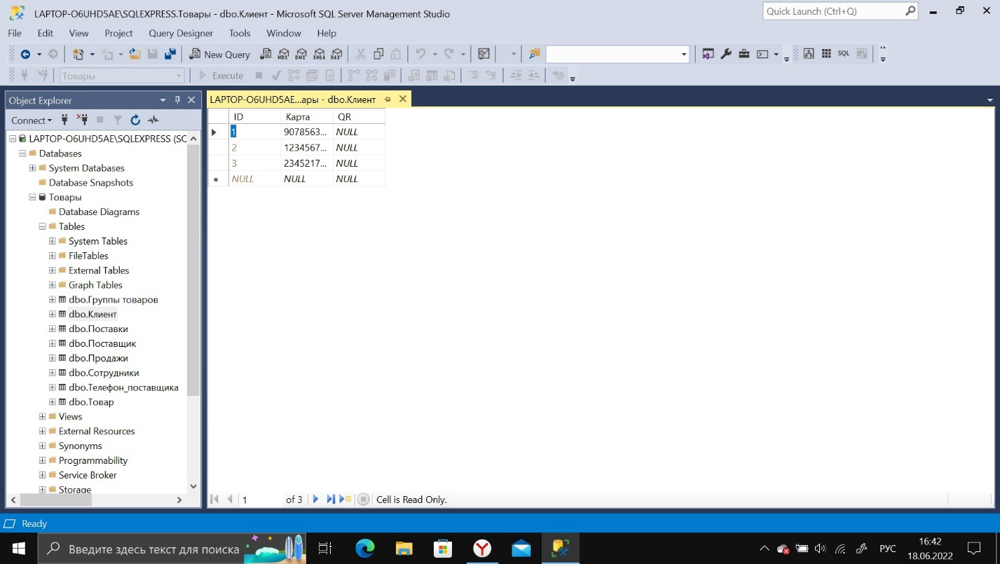 LAPTOP-O6UHD5AE\SQLEXPRESS.Товары - dbo.Клиент - Microsoft SQL Server Management Studio
Quick Launch (Ctrl+Q)
File Edit View Project Query Designer Tools Window Help
New Query MDX DMX XMLA DAX SQL
Товары Execute
Object Explorer
LAPTOP-O6UHD5AE...ары - dbo.Клиент
Connect
LAPTOP-O6UHD5AE\SQLEXPRESS (SC
Databases
System Databases
Database Snapshots
Товары
Database Diagrams
Tables
System Tables
FileTables
External Tables
Graph Tables
dbo.Группы товаров
dbo.Клиент
dbo.Поставки
dbo.Поставщик
dbo.Продажи
dbo.Сотрудники
dbo.Телефон_поставщика
dbo.Товар
Views
External Resources
Synonyms
Programmability
Service Broker
Storage
ID Карта QR
1 9078563... NULL
2 1234567... NULL
3 2345217... NULL
NULL NULL NULL
1 of 3 Cell is Read Only.
Ready
Введите здесь текст для поиска
РУС
16:42
18.06.2022